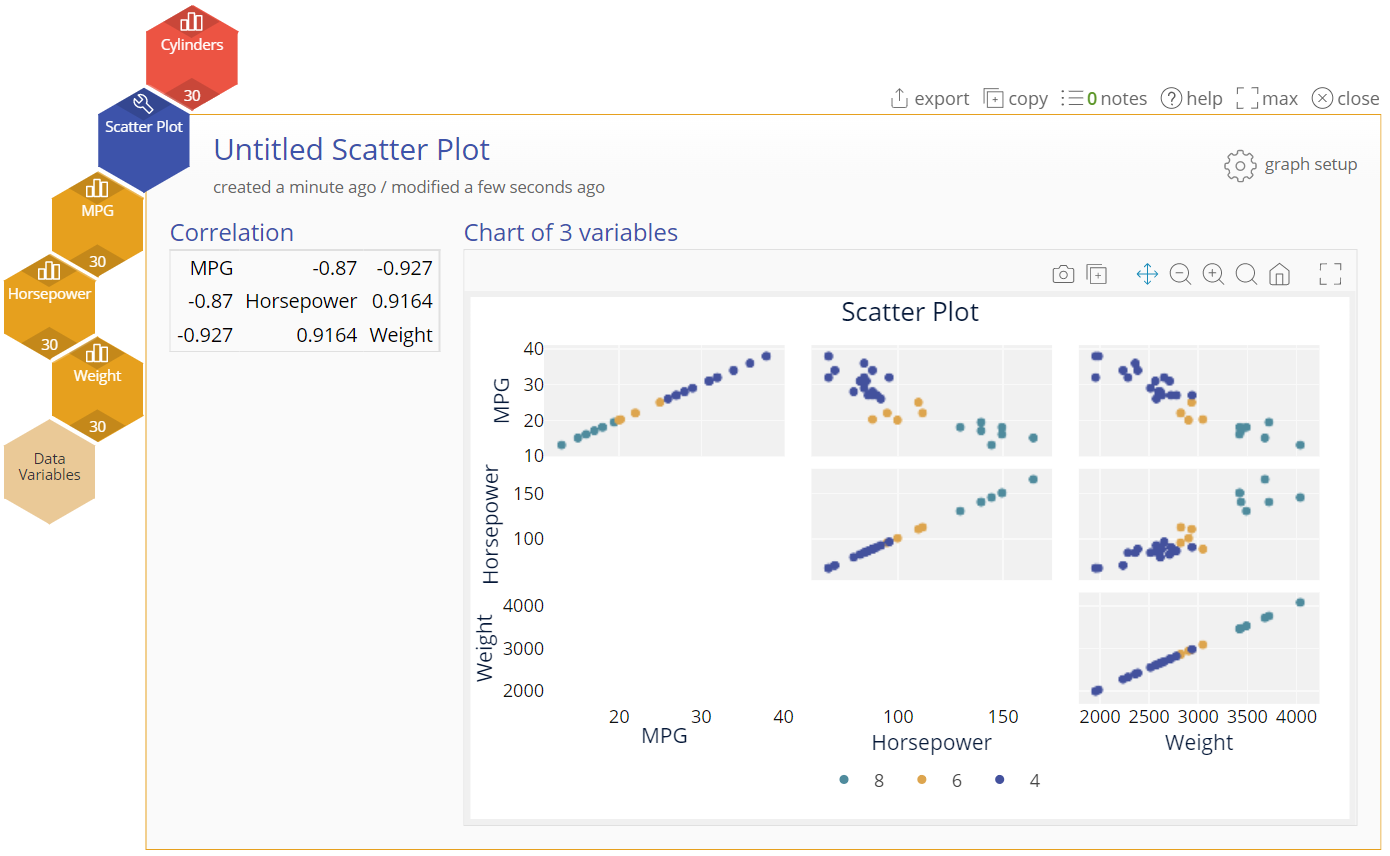 Cylinders
30
Scatter Plot
MPG
30
Horsepower
30
Weight
30
Data
Variables
export copy 0 notes ? help max close
Untitled Scatter Plot
graph setup
created a minute ago / modified a few seconds ago
Correlation
MPG -0.87 -0.927
-0.87 Horsepower 0.9164
-0.927 0.9164 Weight
Chart of 3 variables
Scatter Plot
MPG
40
30
20
10
Horsepower
150
100
Weight
4000
3000
2000
20 30 40 100 150 2000 2500 3000 3500 4000
MPG Horsepower Weight
8 6 4